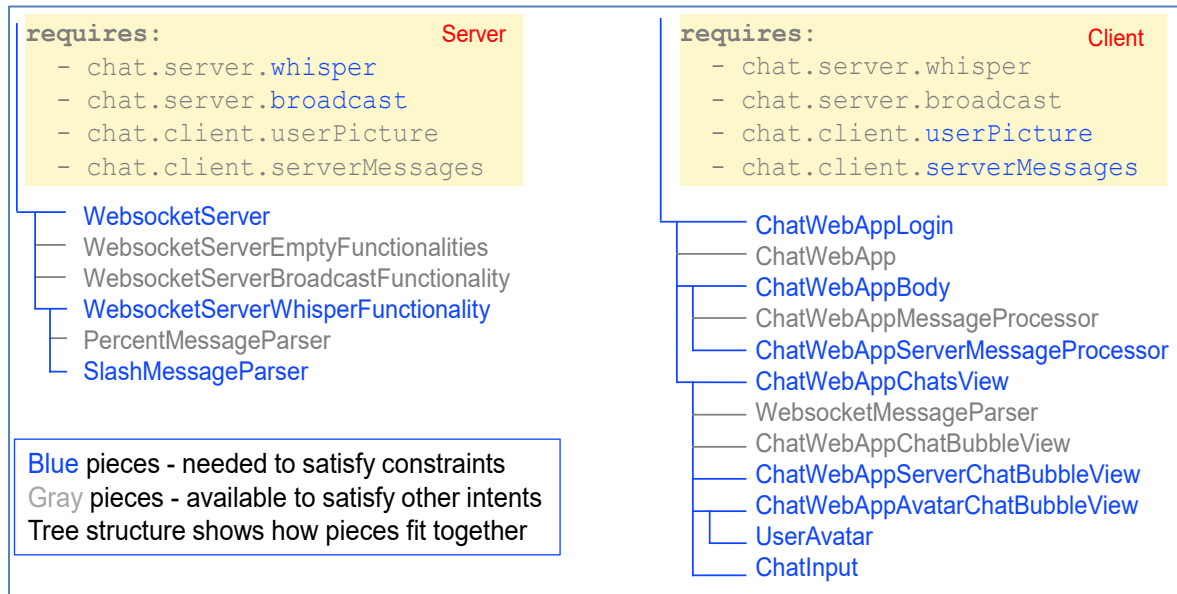 requires: Server
- chat.server.whisper
- chat.server.broadcast
- chat.client.userPicture
- chat.client.serverMessages
WebsocketServer
WebsocketServerEmptyFunctionalities
WebsocketServerBroadcastFunctionality
WebsocketServerWhisperFunctionality
PercentMessageParser
SlashMessageParser
Blue pieces - needed to satisfy constraints
Gray pieces - available to satisfy other intents
Tree structure shows how pieces fit together
requires: Client
- chat.server.whisper
- chat.server.broadcast
- chat.client.userPicture
- chat.client.serverMessages
ChatWebAppLogin
ChatWebApp
ChatWebAppBody
ChatWebAppMessageProcessor
ChatWebAppServerMessageProcessor
ChatWebAppChatsView
WebsocketMessageParser
ChatWebAppChatBubbleView
ChatWebAppServerChatBubbleView
ChatWebAppAvatarChatBubbleView
UserAvatar
ChatInput